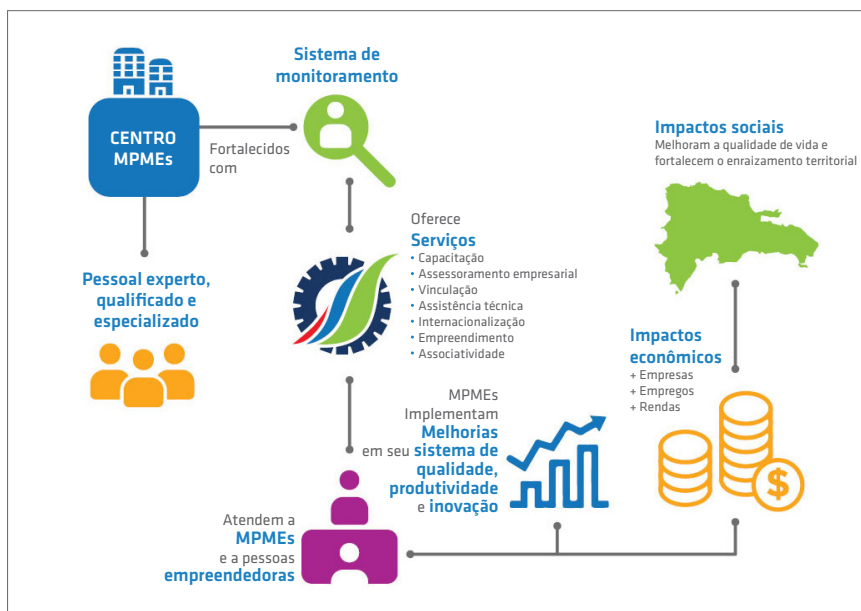 CENTRO
MPMEs
Fortalecidos
com
Sistema de
monitoramento
Pessoal experto,
qualificado e
especializado
Oferece
Serviços
• Capacitação
• Assessoramento empresarial
• Vinculação
• Assistência técnica
• Internacionalização
• Empreendimento
• Associatividade
Atendem a
MPMEs
e a pessoas
empreendedoras
MPMEs
Implementam
Melhorias
em seu sistema de
qualidade,
produtividade
e inovação
Impactos econômicos
+ Empresas
+ Empregos
+ Rendas
$
Impactos sociais
Melhoram a qualidade de vida e
fortalecem o enraizamento territorial